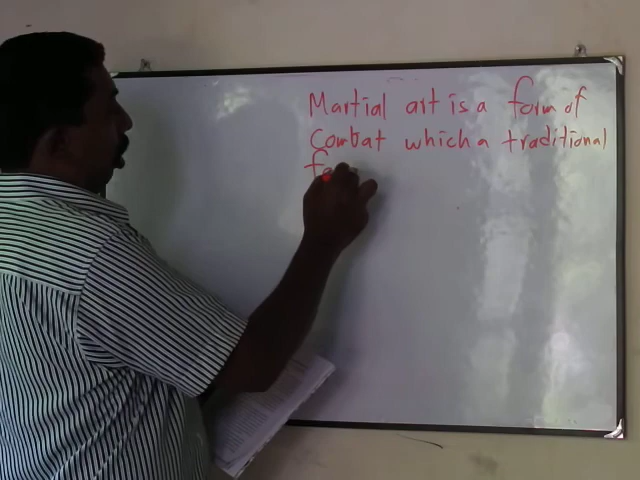 Martial art is a form of
Combat which a traditional